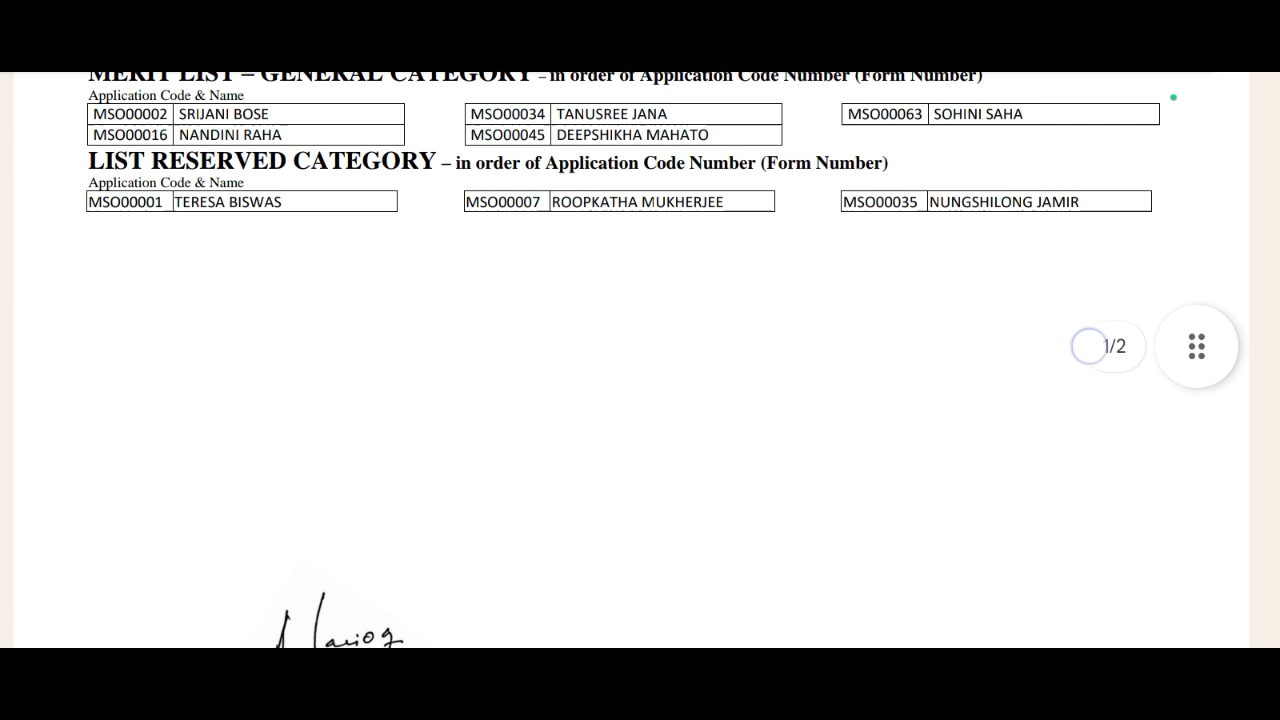 MERIT LIST – GENERAL CATEGORY – in order of Application Code Number (Form Number)
Application Code & Name
MSO00002 SRIJANI BOSE MSO00034 TANUSREE JANA MSO00063 SOHINI SAHA
MSO00016 NANDINI RAHA MSO00045 DEEPSHIKHA MAHATO
LIST RESERVED CATEGORY – in order of Application Code Number (Form Number)
Application Code & Name
MSO00001 TERESA BISWAS MSO00007 ROOPKATHA MUKHERJEE MSO00035 NUNGSHILONG JAMIR
1/2